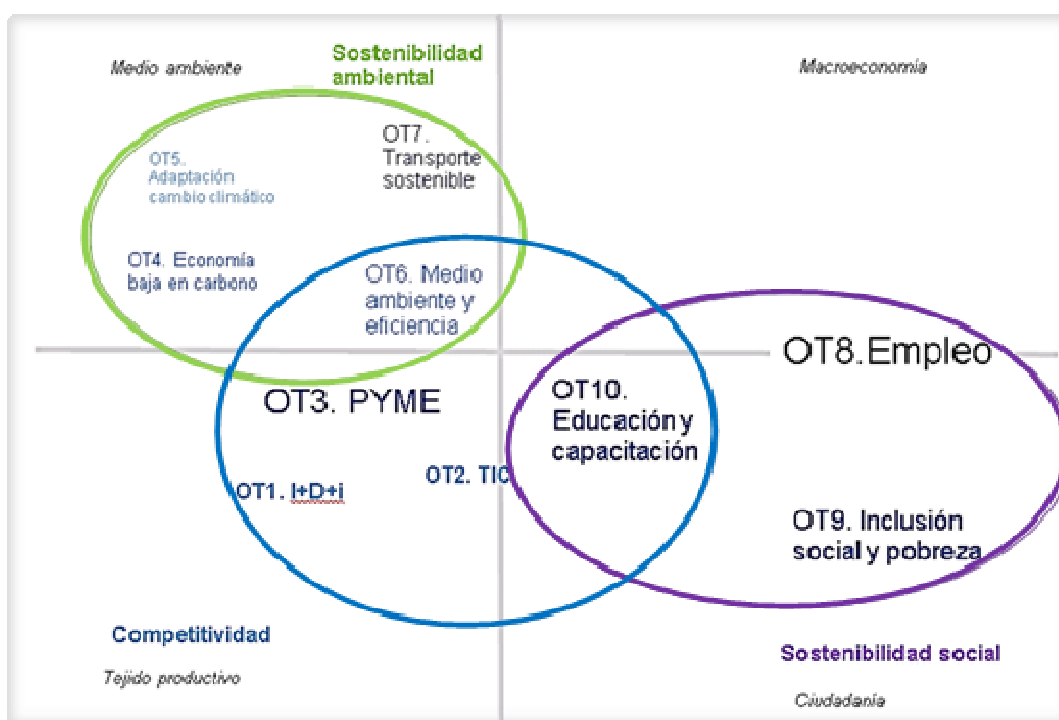 Medio ambiente
Sostenibilidad
ambiental
Macroeconomía
OT5.
Adaptación
cambio climático
OT7.
Transporte
sostenible
OT4. Economía
baja en carbono
OT6. Medio
ambiente y
eficiencia
OT8.Empleo
OT3. PYME
OT10.
Educación y
capacitación
OT2. TIC
OT1. I+D+i
OT9. Inclusión
social y pobreza
Competitividad
Tejido productivo
Sostenibilidad social
Ciudadanía